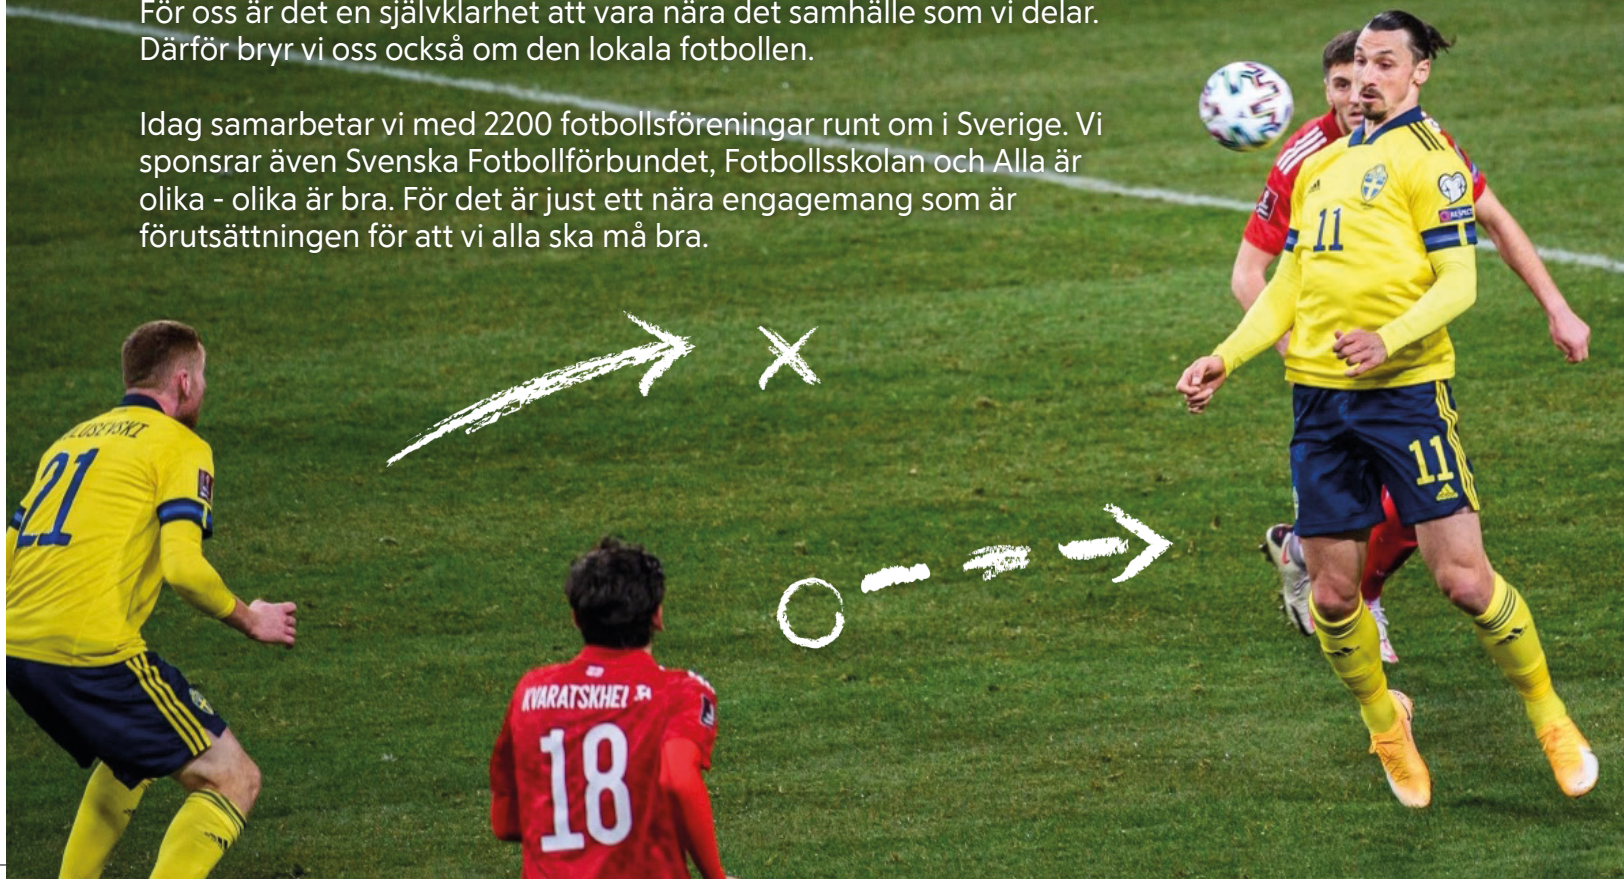 För oss är det en självklarhet att vara nära det samhälle som vi delar.
Därför bryr vi oss också om den lokala fotbollen.
Idag samarbetar vi med 2200 fotbollsföreningar runt om i Sverige. Vi
sponsrar även Svenska Fotbollförbundet, Fotbollsskolan och Alla är
olika - olika är bra. För det är just ett nära engagemang som är
förutsättningen för att vi alla ska må bra.
11
RESPECT
11
21
18